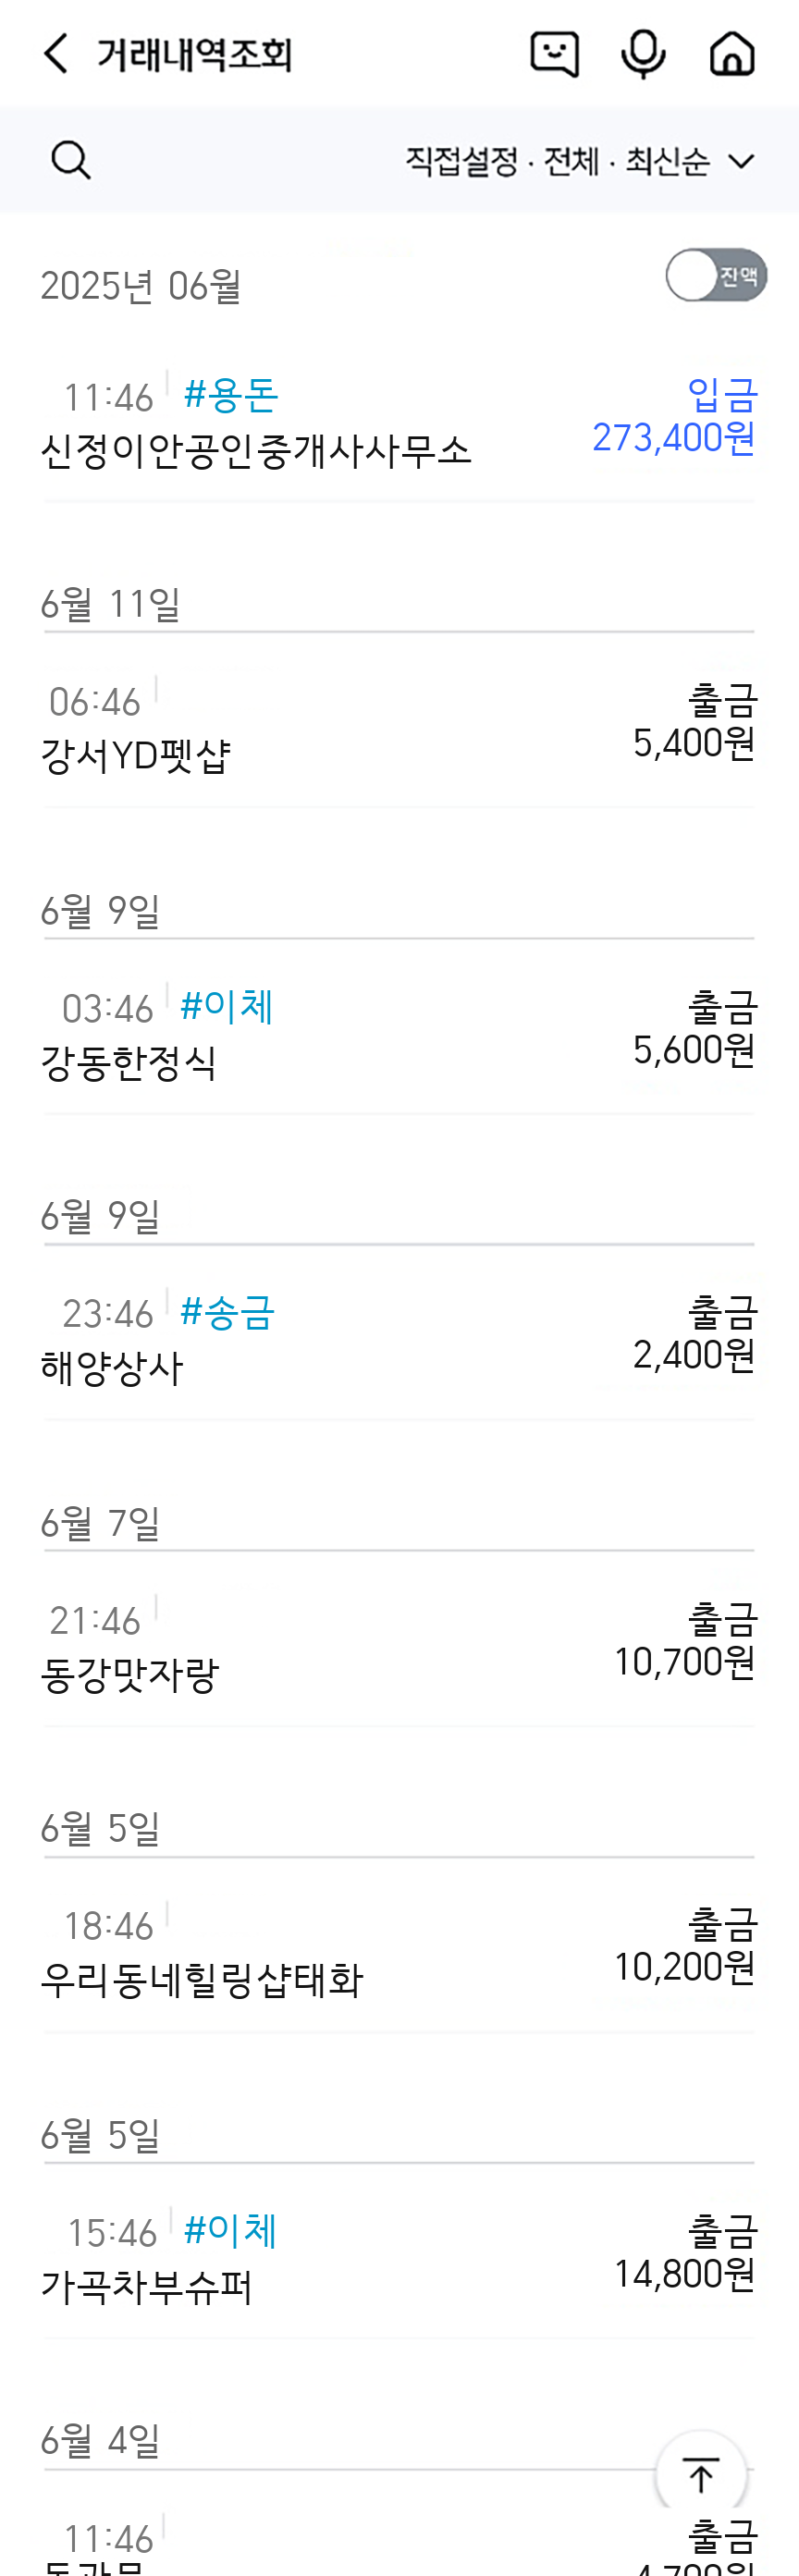 거래내역조회
직접설정 · 전체 · 최신순
2025년 06월
잔액
11:46 #용돈
입금
신정이안공인중개사사무소
273,400원
6월 11일
06:46
출금
강서YD펫샵
5,400원
6월 9일
03:46 #이체
출금
강동한정식
5,600원
6월 9일
23:46 #송금
출금
해양상사
2,400원
6월 7일
21:46
출금
동강맛자랑
10,700원
6월 5일
18:46
출금
우리동네힐링샵태화
10,200원
6월 5일
15:46 #이체
출금
가곡차부슈퍼
14,800원
6월 4일
11:46
출금